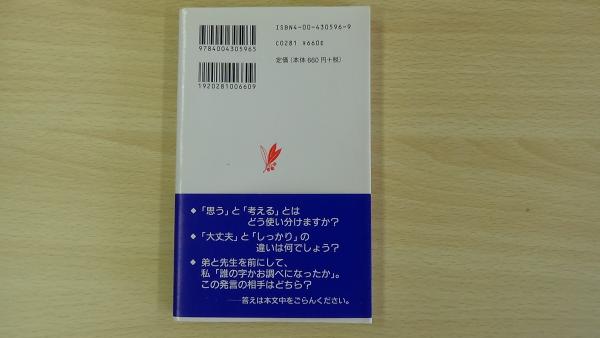 ISBN4-00-430596-9
9784004305965
C0281 ¥660E
定価(本体660円+税)
1920281006609
◆「思う」と「考える」とは
どう使い分けますか?
◆「大丈夫」と「しっかり」の
違いは何でしょう?
◆弟と先生を前にして、
私「誰の字かお調べになったか」。
この発言の相手はどちら?
――答えは本文中をごらんください。